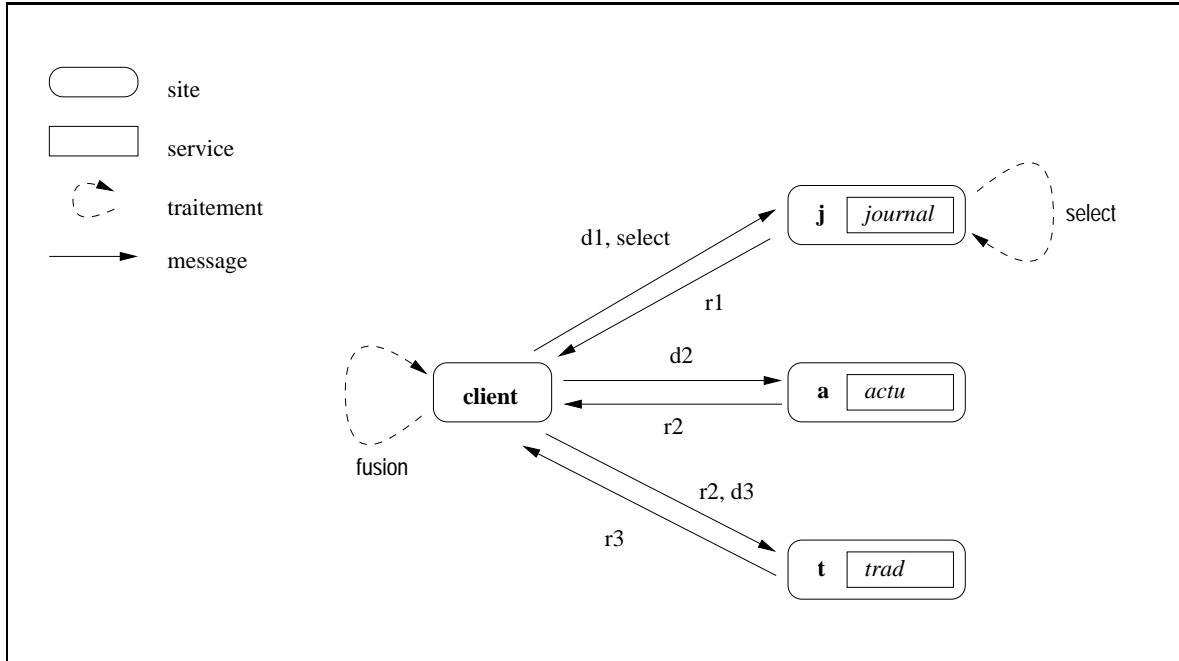 site
service
traitement
message
j journal
select
d1, select
r1
d2
client
a actu
r2
fusion
r2, d3
r3
t trad